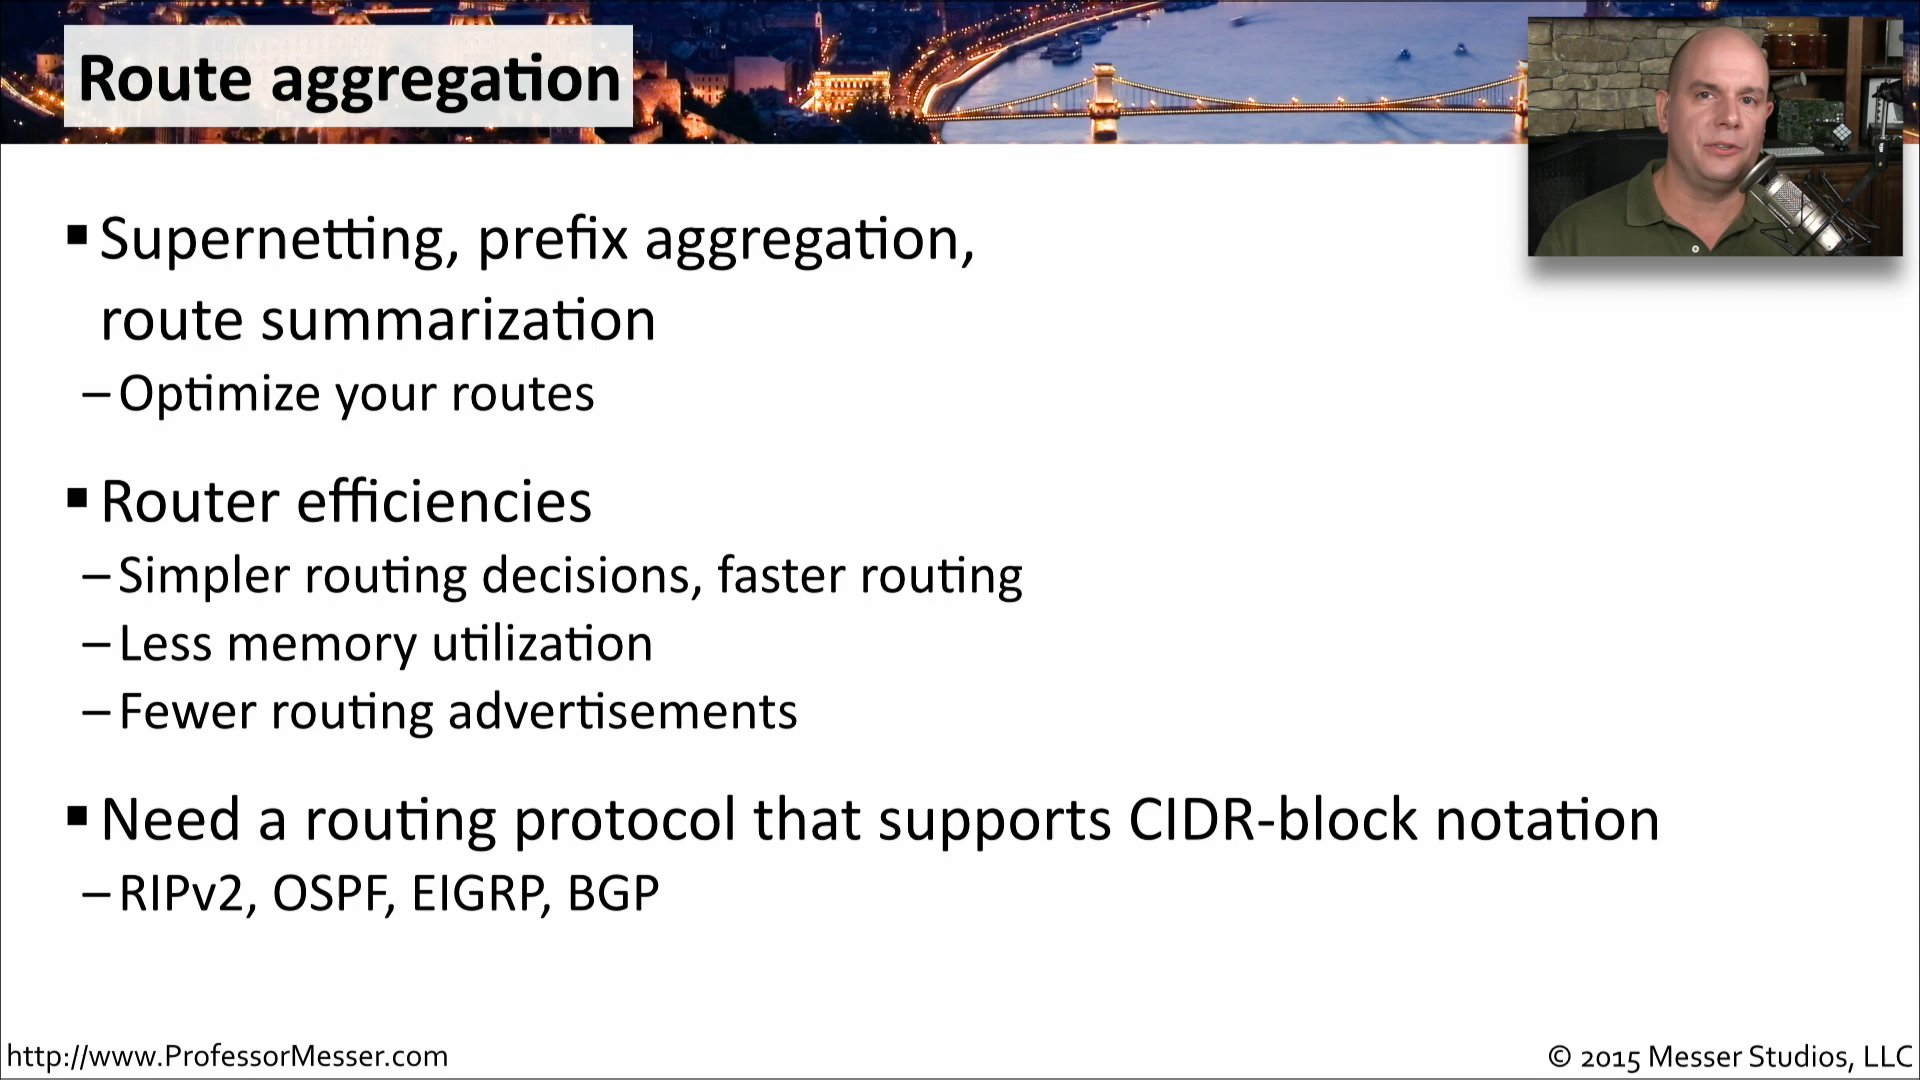 Route aggregation
▪ Supernetting, prefix aggregation,
route summarization
– Optimize your routes
▪ Router efficiencies
– Simpler routing decisions, faster routing
– Less memory utilization
– Fewer routing advertisements
▪ Need a routing protocol that supports CIDR-block notation
– RIPv2, OSPF, EIGRP, BGP
http://www.ProfessorMesser.com
© 2015 Messer Studios, LLC